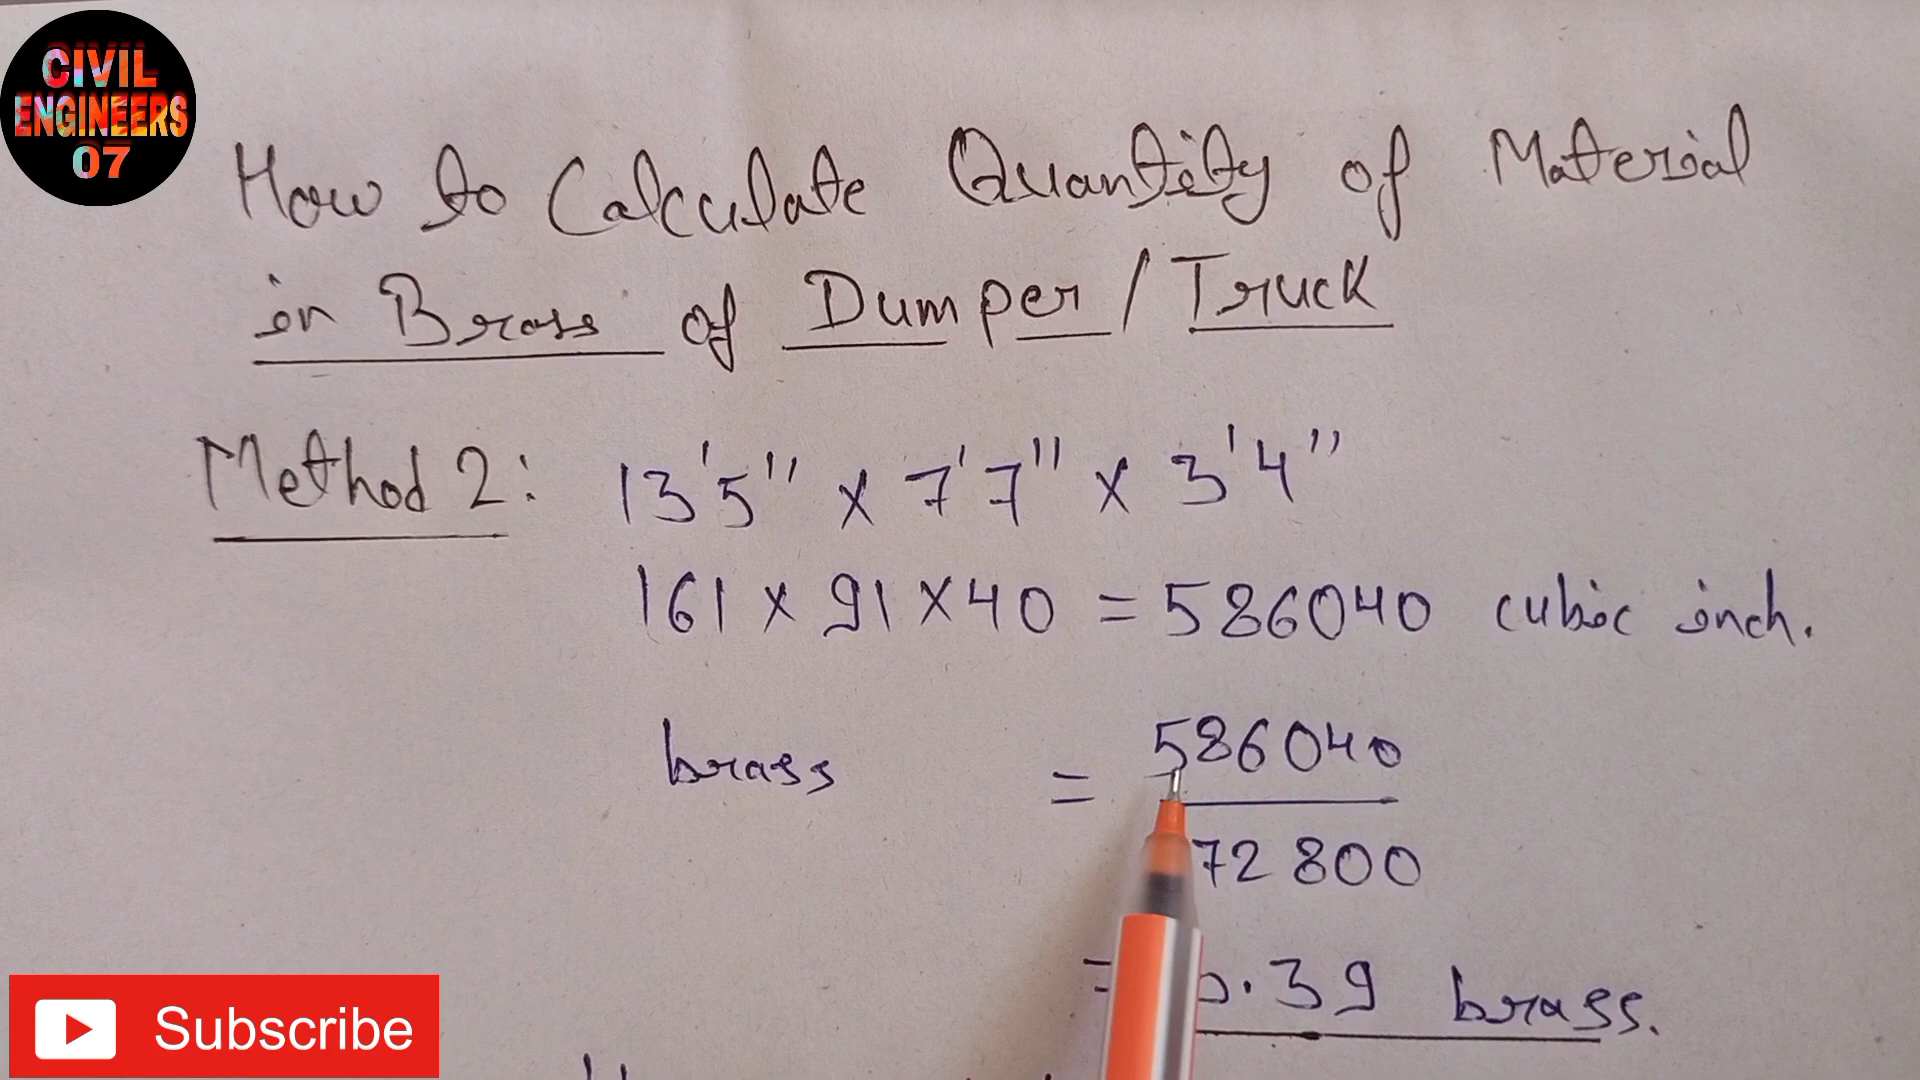 CIVIL
ENGINEERS
07
How to Calculate Quantity of Material
in Brass of Dumper / Truck
Method 2: 13'5" x 7'7" x 3'4"
161 x 91 x 40 = 586040 cubic inch.
brass = 586040
72800
= .39 brass.
Subscribe